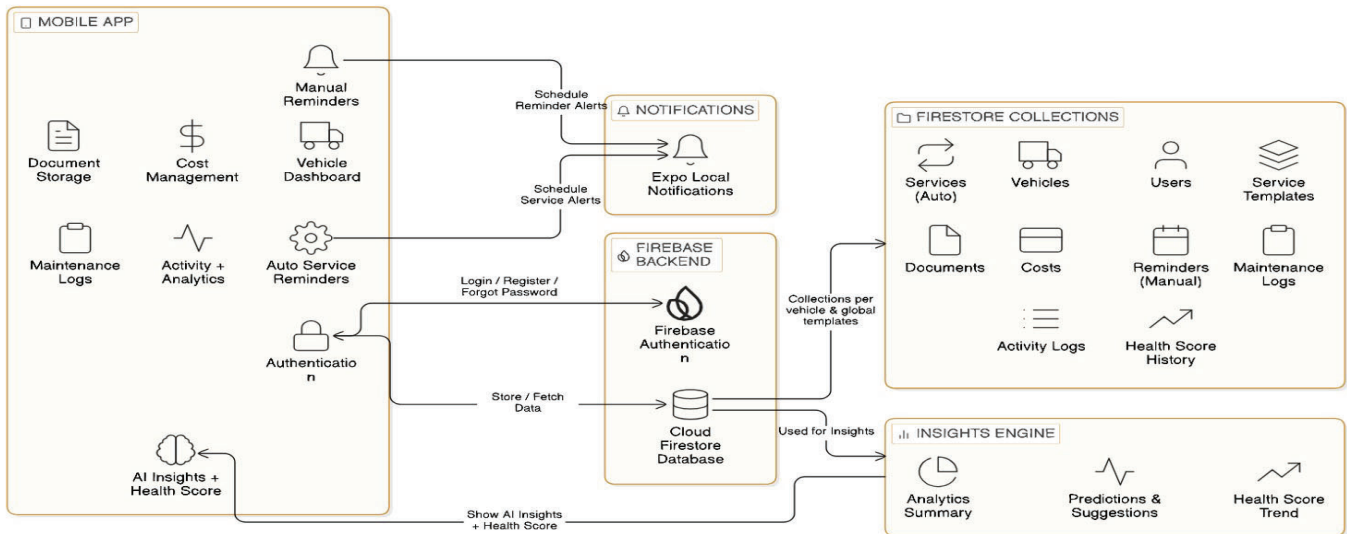 MOBILE APP
Manual
Reminders
Document
Storage
Cost
Management
Vehicle
Dashboard
Maintenance
Logs
Activity +
Analytics
Auto Service
Reminders
Authenticatio
n
AI Insights +
Health Score
Schedule
Reminder Alerts
Schedule
Service Alerts
Login / Register /
Forgot Password
Store / Fetch
Data
Show AI Insights
+ Health Score
NOTIFICATIONS
Expo Local
Notifications
FIREBASE
BACKEND
Firebase
Authenticatio
n
Cloud
Firestore
Database
Collections per
vehicle & global
templates
Used for Insights
FIRESTORE COLLECTIONS
Services
(Auto)
Vehicles
Users
Service
Templates
Documents
Costs
Reminders
(Manual)
Maintenance
Logs
Activity Logs
Health Score
History
INSIGHTS ENGINE
Analytics
Summary
Predictions &
Suggestions
Health Score
Trend